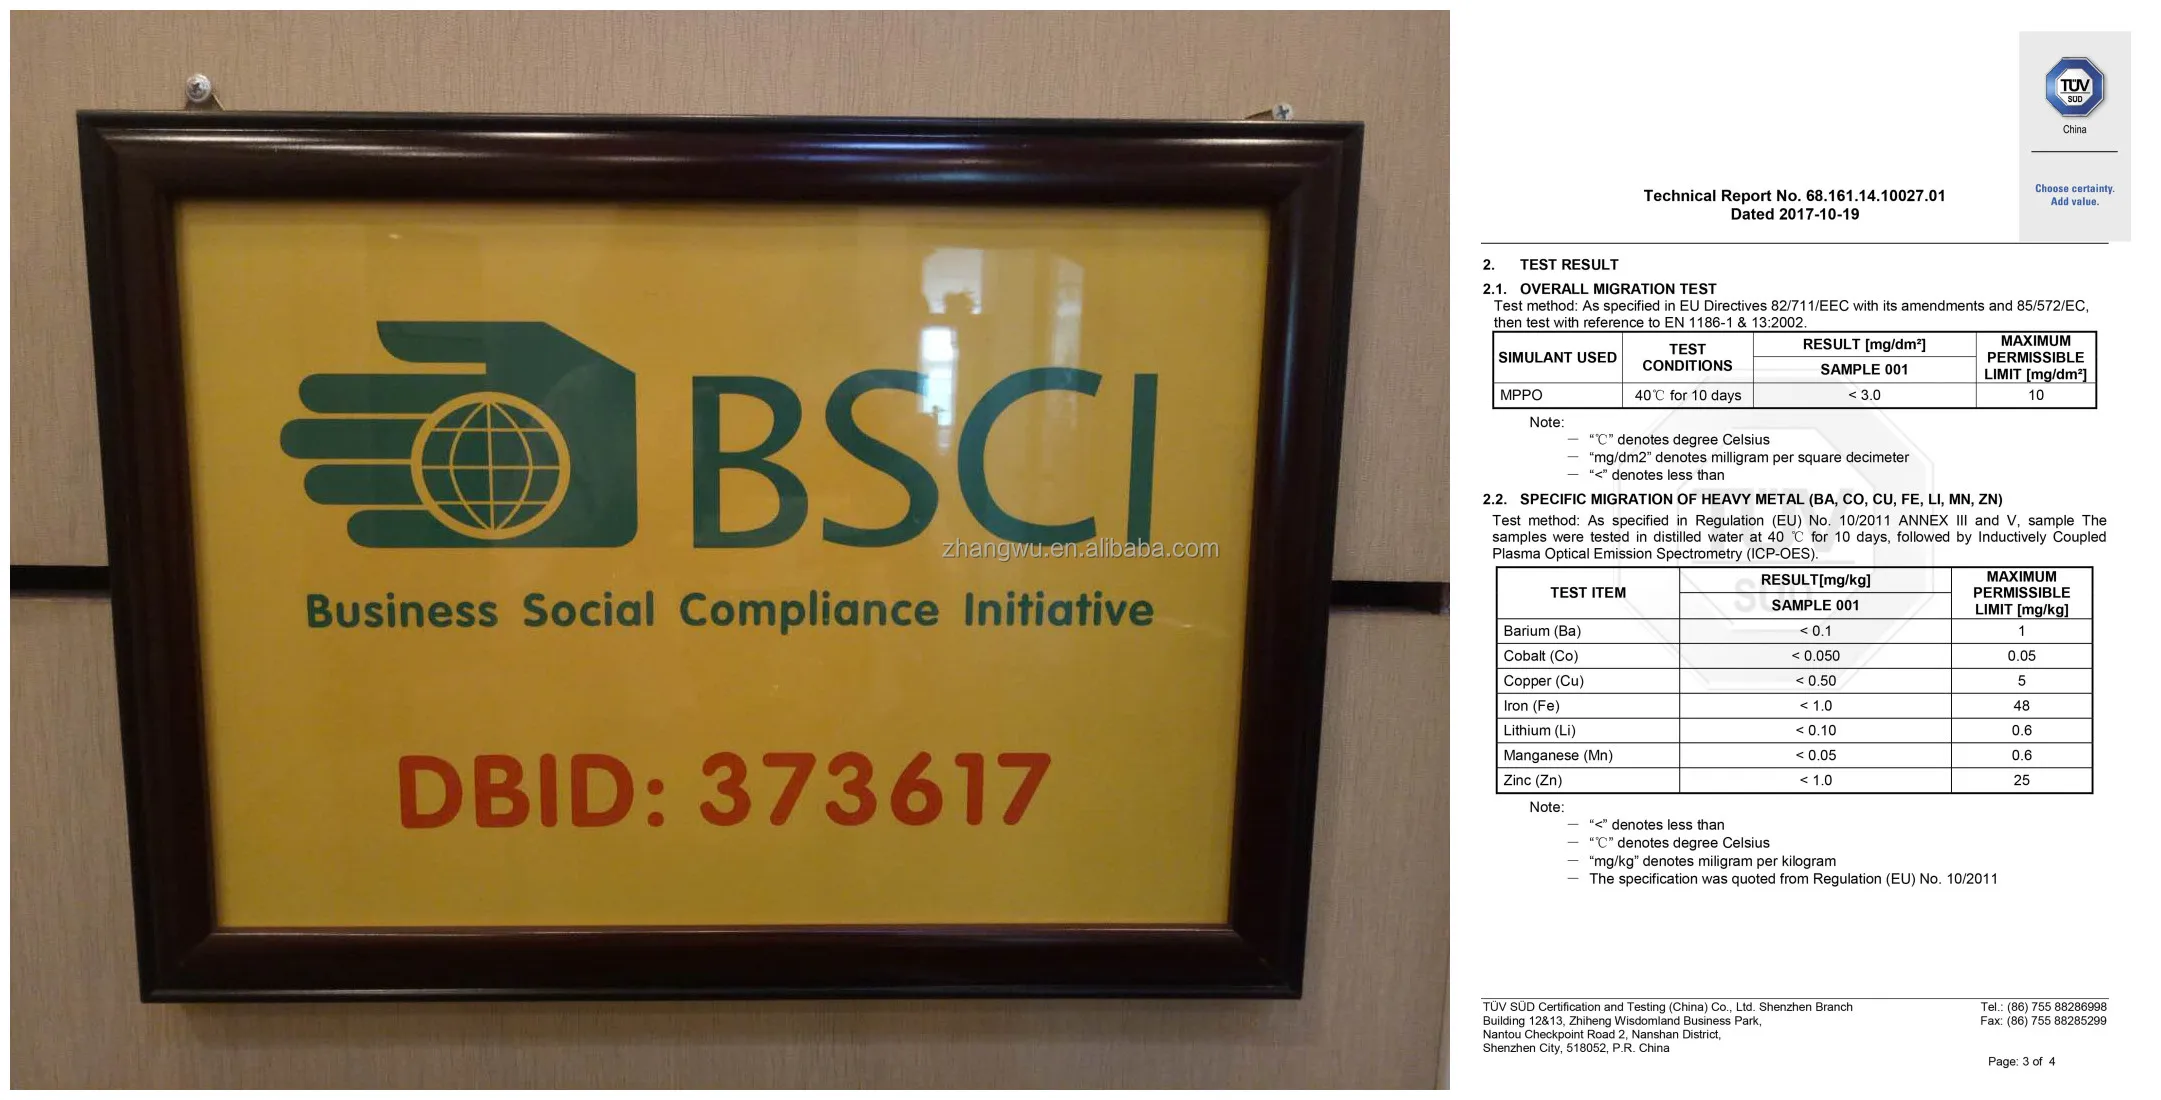 BSCI
zhangwu.en.alibaba.com
Business Social Compliance Initiative
DBID: 373617
TÜV
SÜD
China
Choose certainty.
Add value.
Technical Report No. 68.161.14.10027.01
Dated 2017-10-19
2. TEST RESULT
2.1. OVERALL MIGRATION TEST
Test method: As specified in EU Directives 82/711/EEC with its amendments and 85/572/EC,
then test with reference to EN 1186-1 & 13:2002.
SIMULANT USED TEST CONDITIONS RESULT [mg/dm²] MAXIMUM PERMISSIBLE LIMIT [mg/dm²]
SAMPLE 001
MPPO 40℃ for 10 days < 3.0 10
Note:
— “℃” denotes degree Celsius
— “mg/dm2” denotes milligram per square decimeter
— “<” denotes less than
2.2. SPECIFIC MIGRATION OF HEAVY METAL (BA, CO, CU, FE, LI, MN, ZN)
Test method: As specified in Regulation (EU) No. 10/2011 ANNEX III and V, sample The
samples were tested in distilled water at 40 ℃ for 10 days, followed by Inductively Coupled
Plasma Optical Emission Spectrometry (ICP-OES).
TEST ITEM RESULT[mg/kg] MAXIMUM PERMISSIBLE LIMIT [mg/kg]
SAMPLE 001
Barium (Ba) < 0.1 1
Cobalt (Co) < 0.050 0.05
Copper (Cu) < 0.50 5
Iron (Fe) < 1.0 48
Lithium (Li) < 0.10 0.6
Manganese (Mn) < 0.05 0.6
Zinc (Zn) < 1.0 25
Note:
— “<” denotes less than
— “℃” denotes degree Celsius
— “mg/kg” denotes miligram per kilogram
— The specification was quoted from Regulation (EU) No. 10/2011
TÜV
SÜD
TÜV SÜD Certification and Testing (China) Co., Ltd. Shenzhen Branch
Building 12&13, Zhiheng Wisdomland Business Park,
Nantou Checkpoint Road 2, Nanshan District,
Shenzhen City, 518052, P.R. China
Tel.: (86) 755 88286998
Fax: (86) 755 88285299
Page: 3 of 4